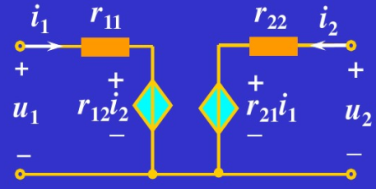 i₁ r₁₁ r₂₂ i₂
+ + + +
u₁ r₁₂i₂ r₂₁i₁ u₂
− − − −